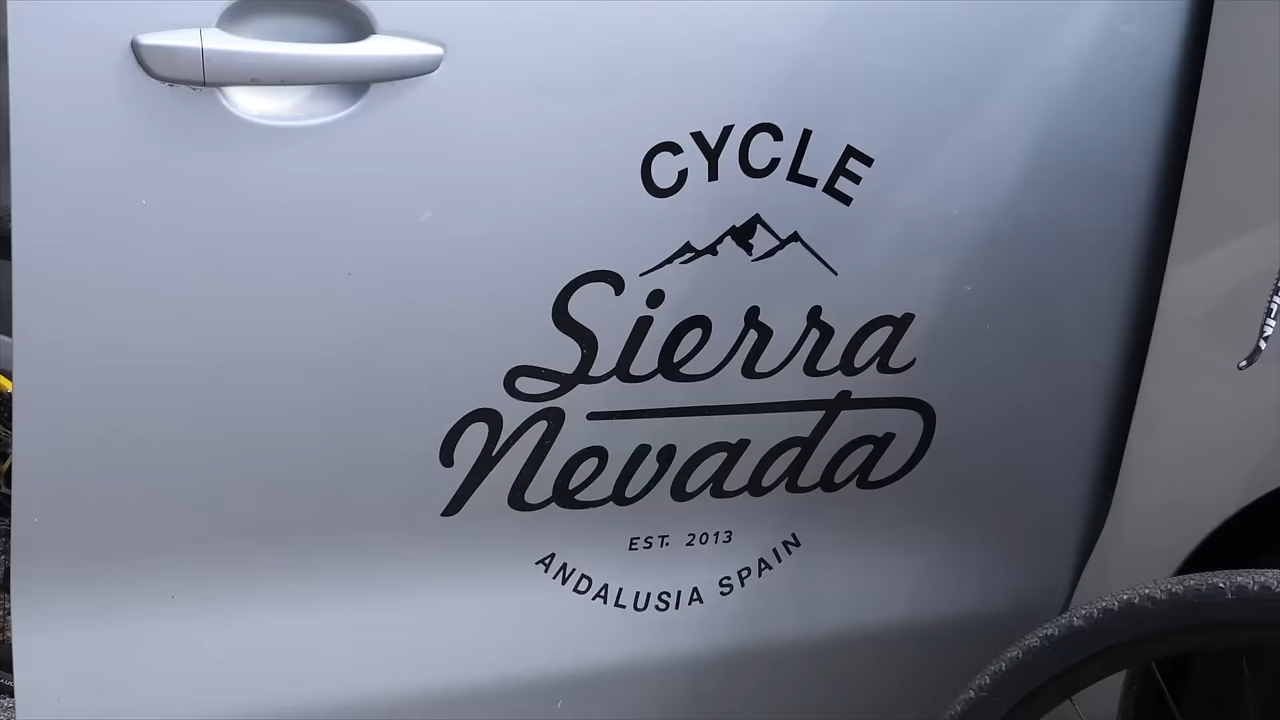 CYCLE
Sierra
Nevada
EST. 2013
ANDALUSIA SPAIN